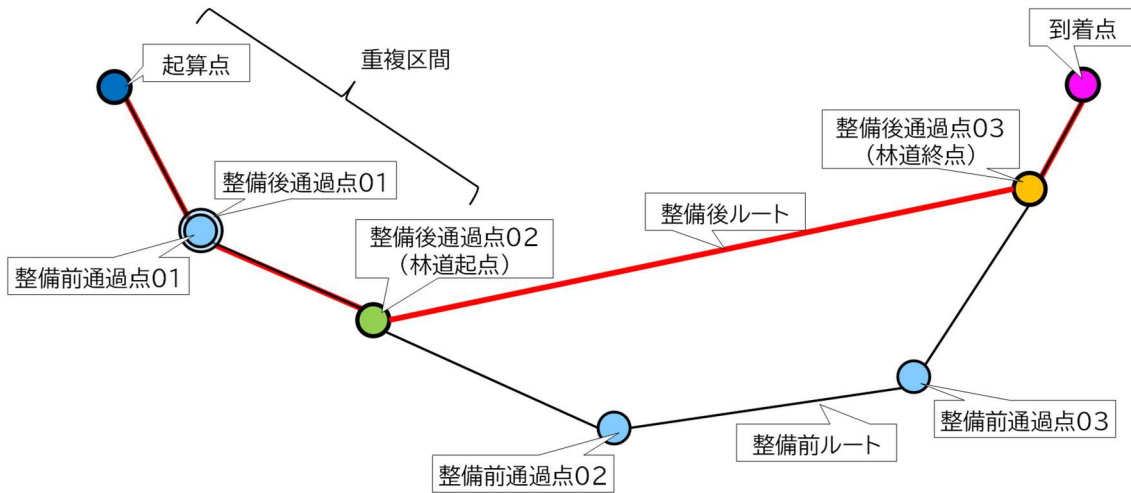 起算点
重複区間
到着点
整備後通過点03
（林道終点）
整備後通過点01
整備後ルート
整備後通過点02
（林道起点）
整備前通過点01
整備前通過点03
整備前ルート
整備前通過点02